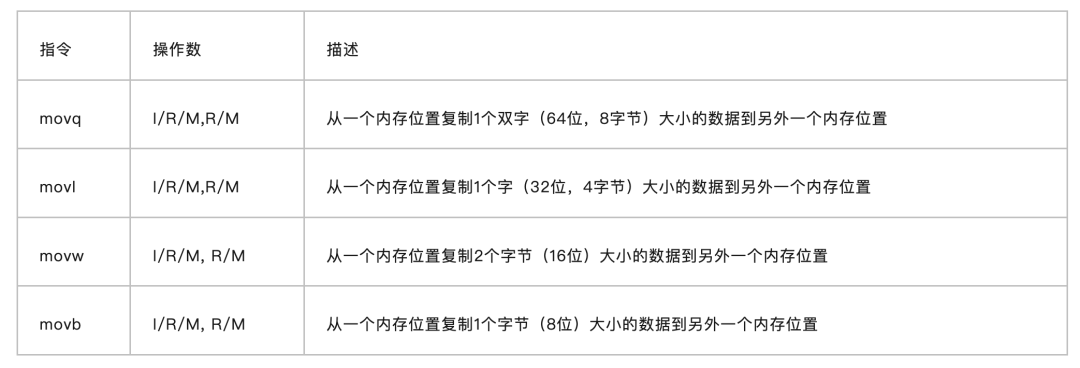 指令 操作数 描述
movq I/R/M,R/M 从一个内存位置复制1个双字（64位，8字节）大小的数据到另外一个内存位置
movl I/R/M,R/M 从一个内存位置复制1个字（32位，4字节）大小的数据到另外一个内存位置
movw I/R/M, R/M 从一个内存位置复制2个字节（16位）大小的数据到另外一个内存位置
movb I/R/M, R/M 从一个内存位置复制1个字节（8位）大小的数据到另外一个内存位置